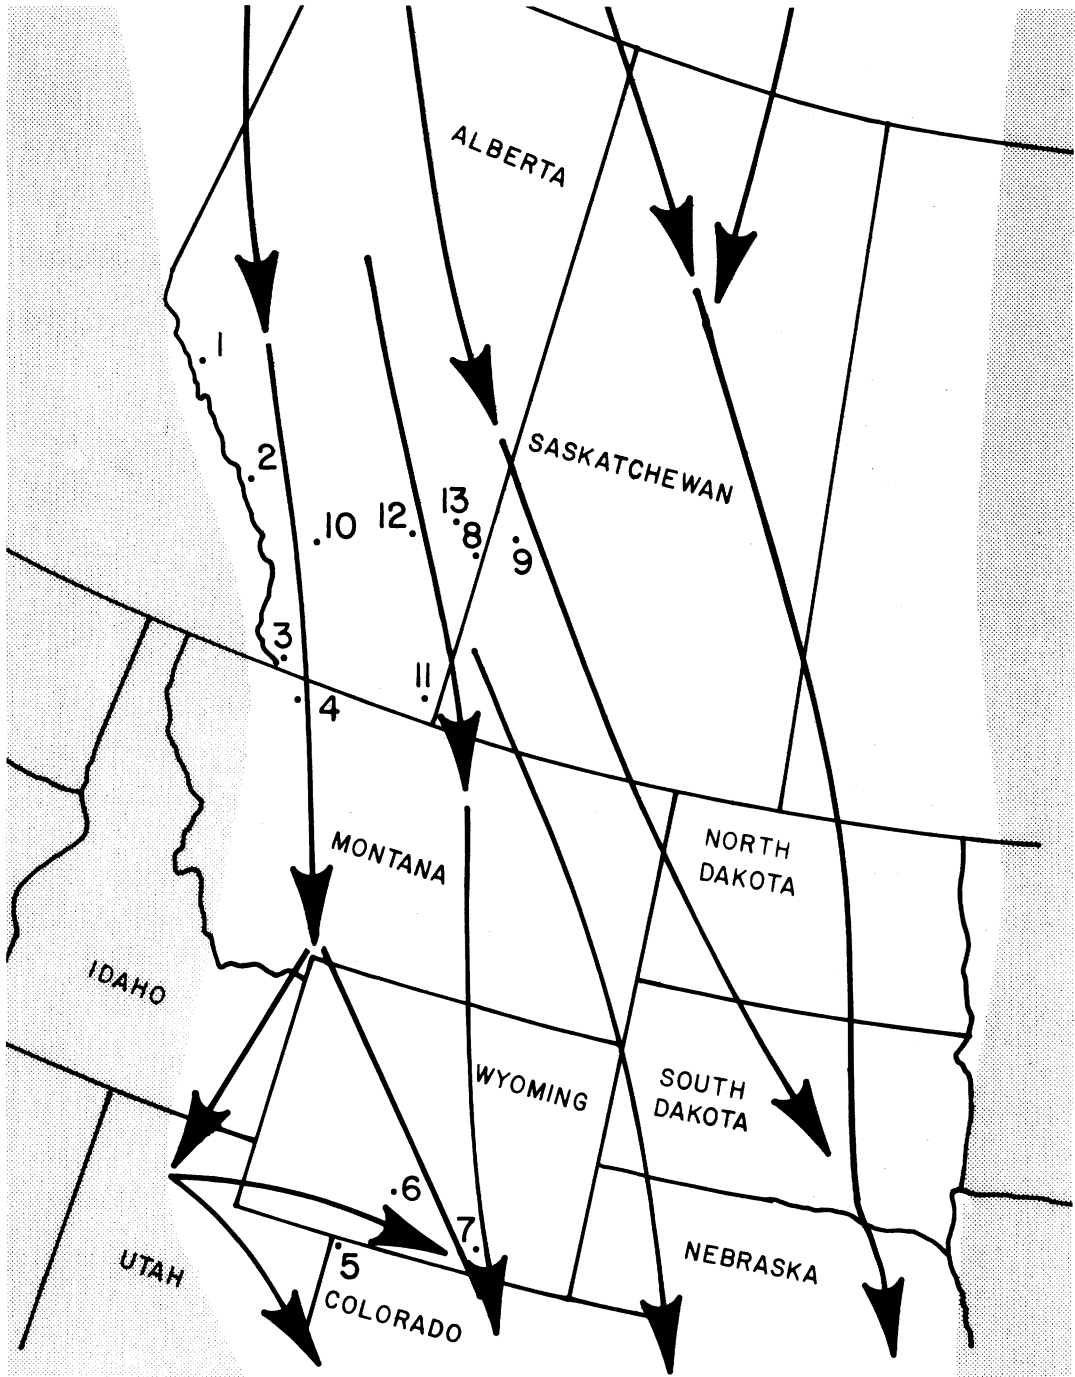 ALBERTA
1
SASKATCHEWAN
2
13
10
12
8
9
3
11
4
MONTANA
NORTH
DAKOTA
IDAHO
WYOMING
SOUTH
DAKOTA
6
7
UTAH
5
NEBRASKA
COLORADO